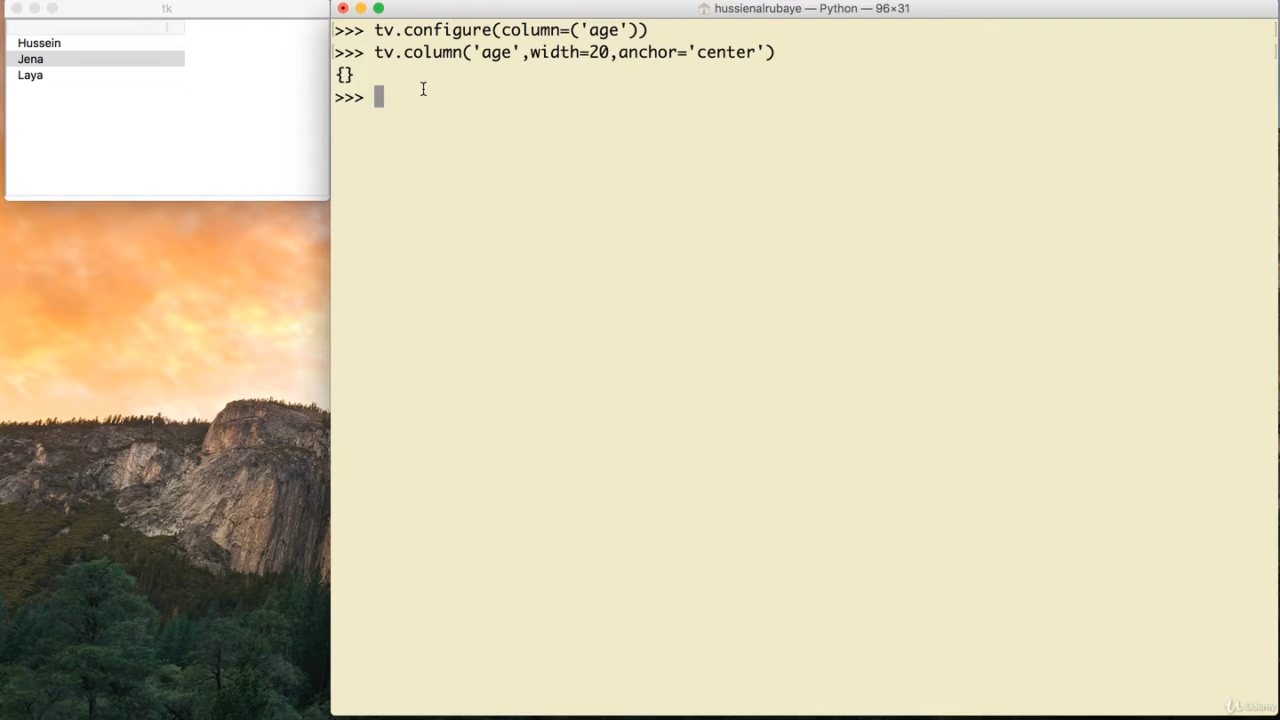 tk
Hussein
Jena
Laya
hussienalrubaye — Python — 96×31
>>> tv.configure(column=('age'))
>>> tv.column('age',width=20,anchor='center')
{}
>>>
Udemy